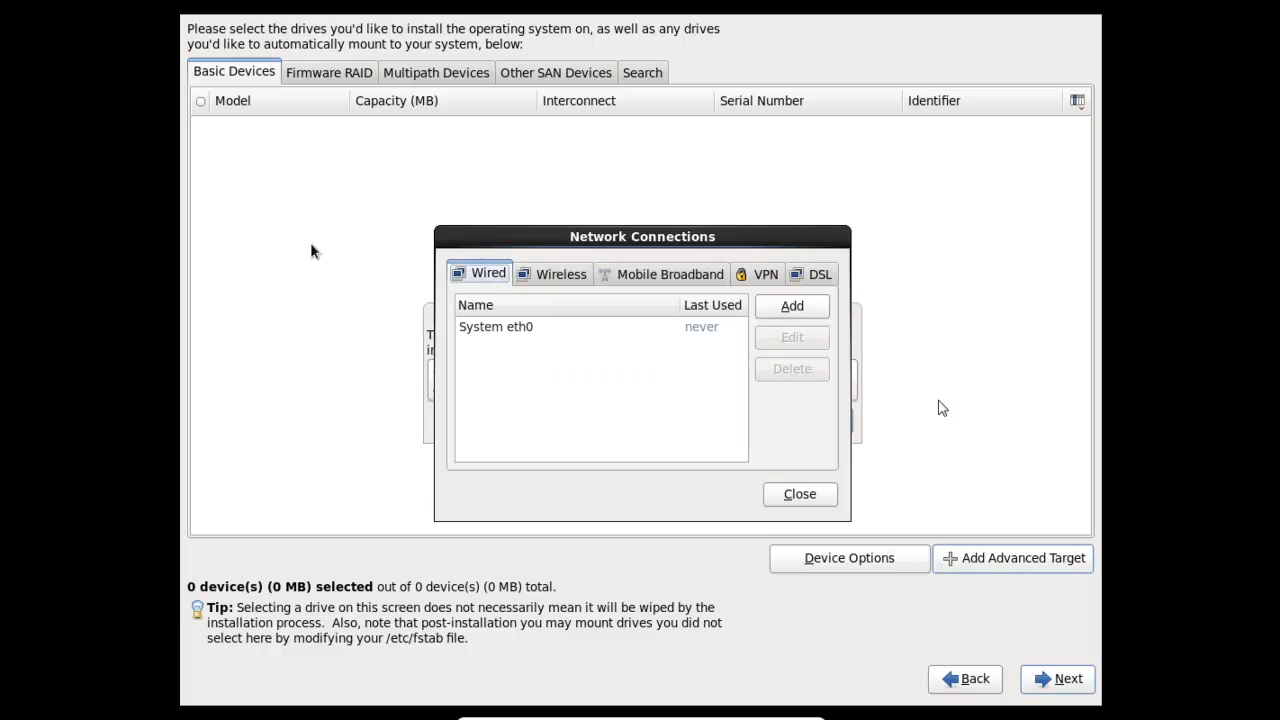 Please select the drives you'd like to install the operating system on, as well as any drives
you'd like to automatically mount to your system, below:
Basic Devices Firmware RAID Multipath Devices Other SAN Devices Search
Model Capacity (MB) Interconnect Serial Number Identifier
Network Connections
Wired Wireless Mobile Broadband VPN DSL
Name Last Used Add
System eth0 never
Edit
Delete
Close
Device Options Add Advanced Target
0 device(s) (0 MB) selected out of 0 device(s) (0 MB) total.
Tip: Selecting a drive on this screen does not necessarily mean it will be wiped by the
installation process. Also, note that post-installation you may mount drives you did not
select here by modifying your /etc/fstab file.
Back Next